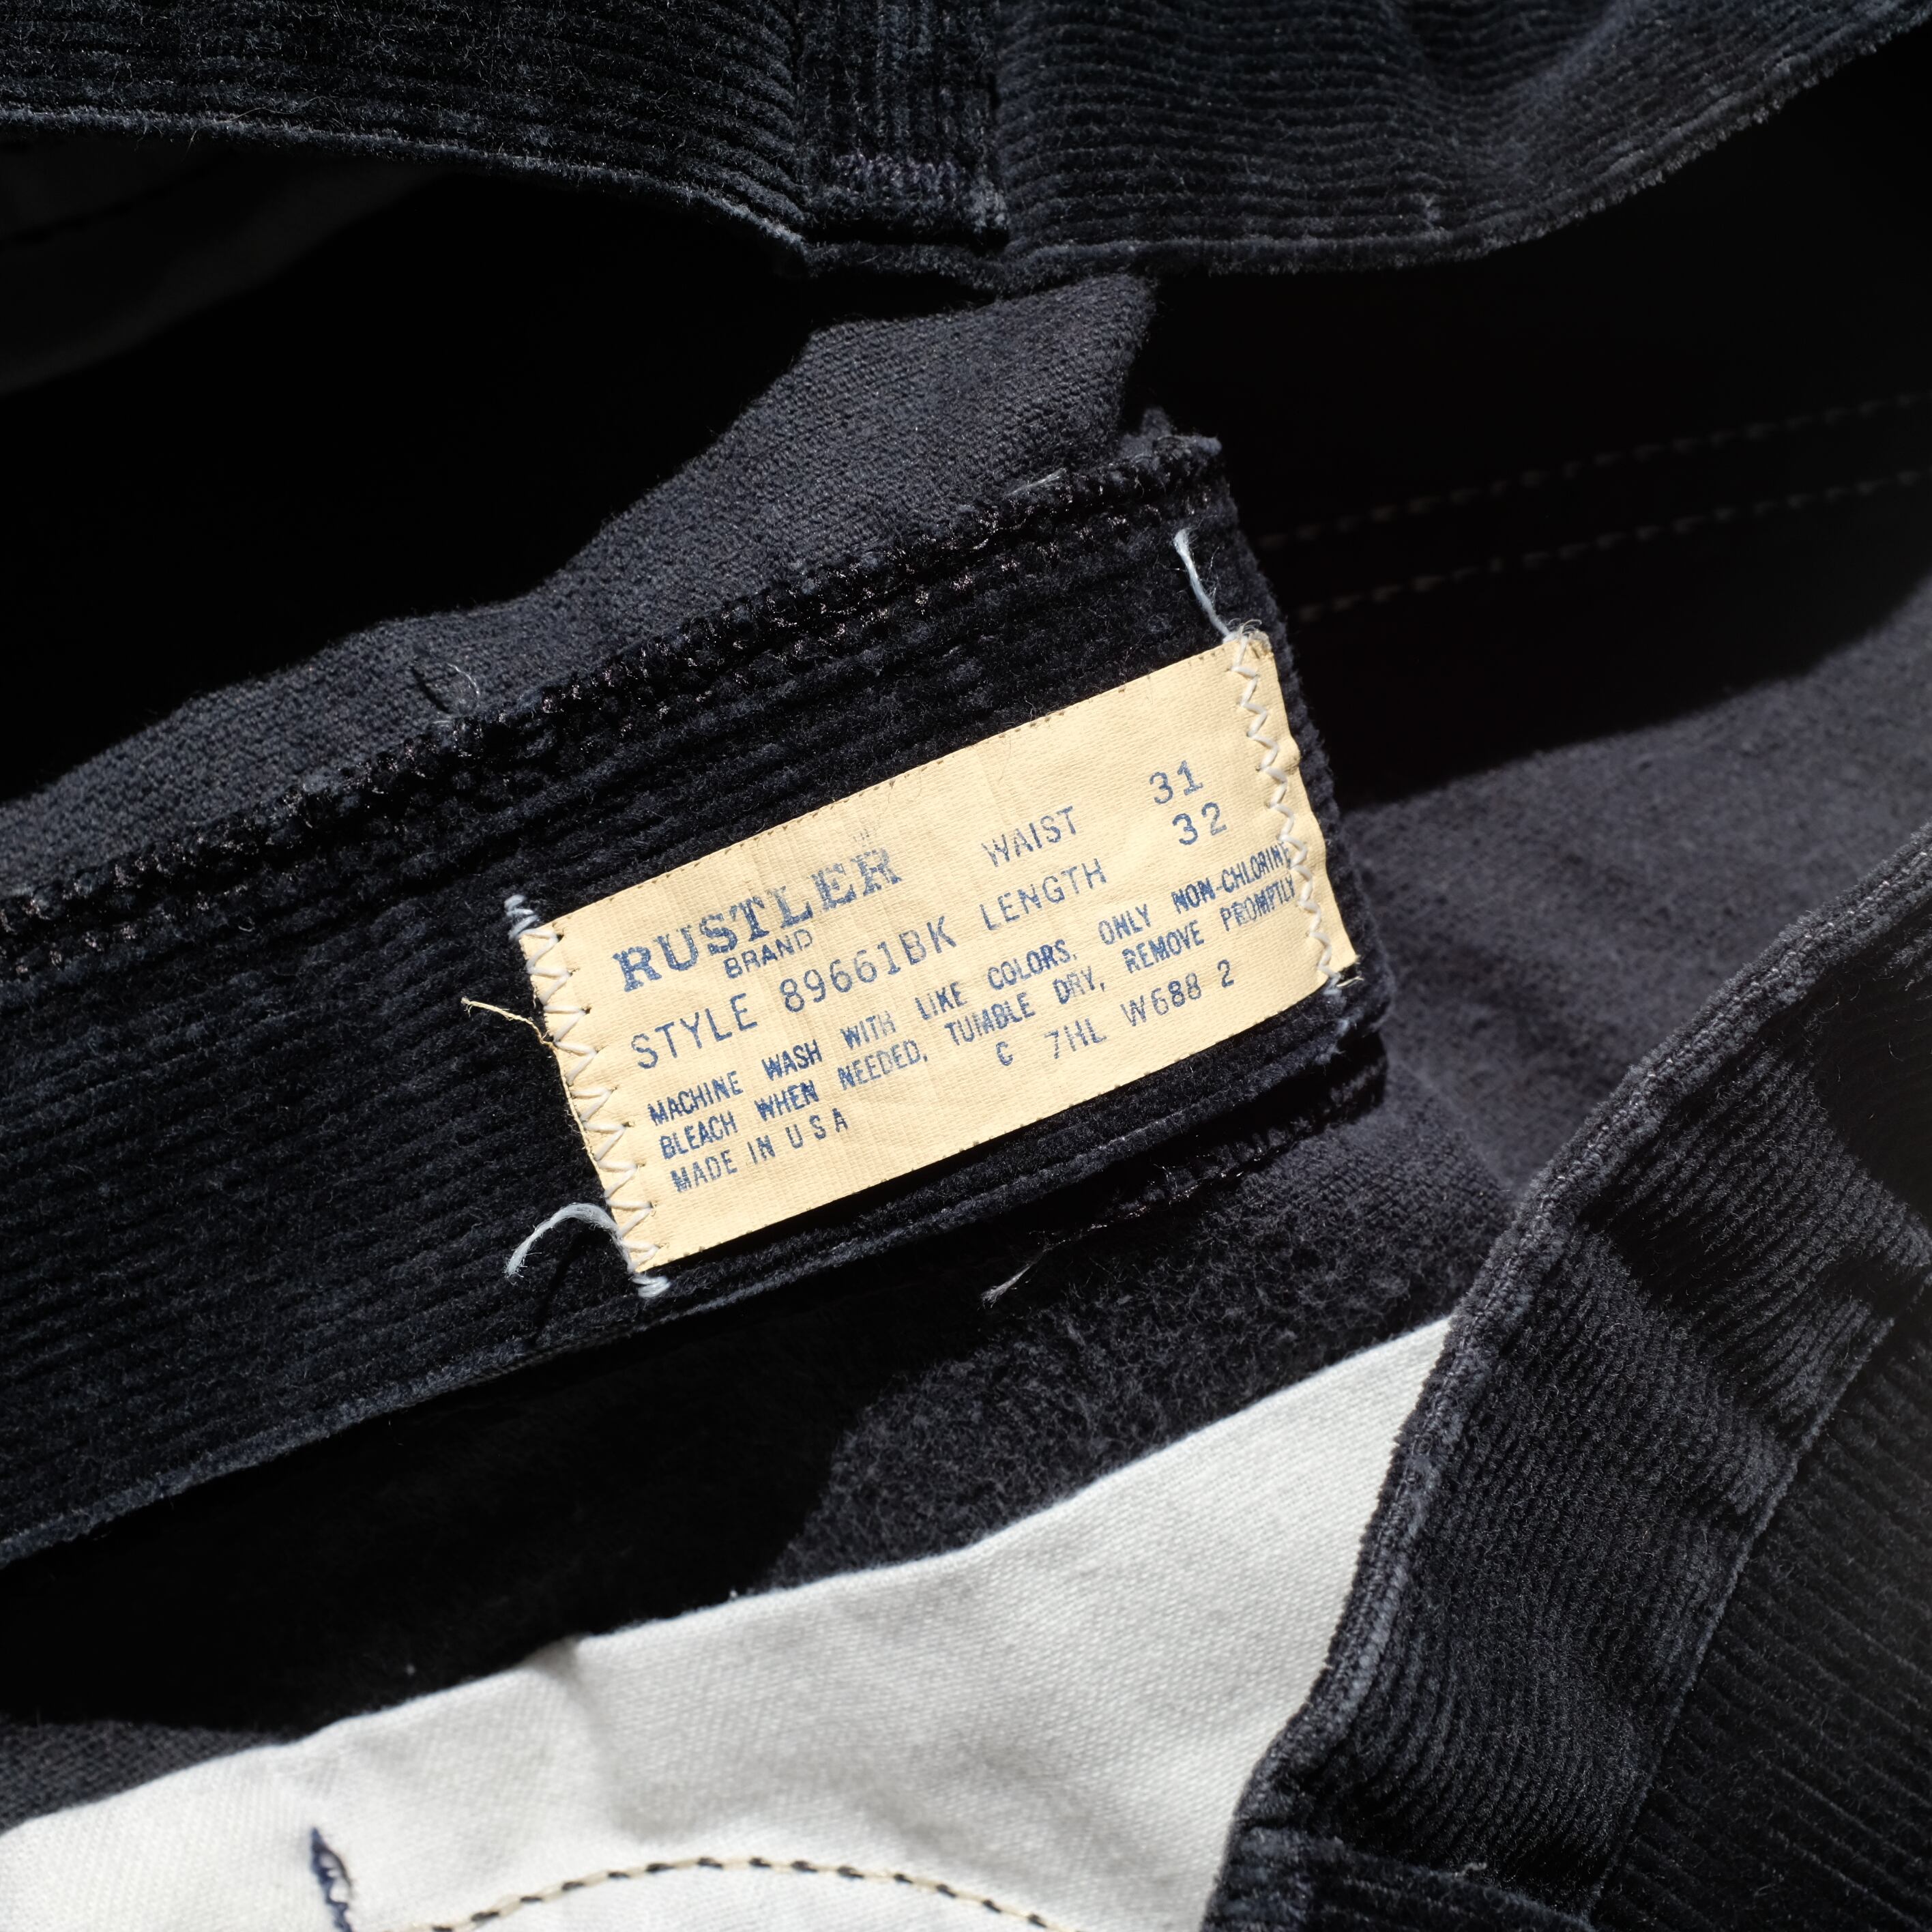 RUSTLER WAIST 31
BRAND
STYLE 89661BK LENGTH 32
MACHINE WASH WITH LIKE COLORS. ONLY NON-CHLORINE
BLEACH WHEN NEEDED. TUMBLE DRY, REMOVE PROMPTLY
MADE IN USA C 7HL W688 2